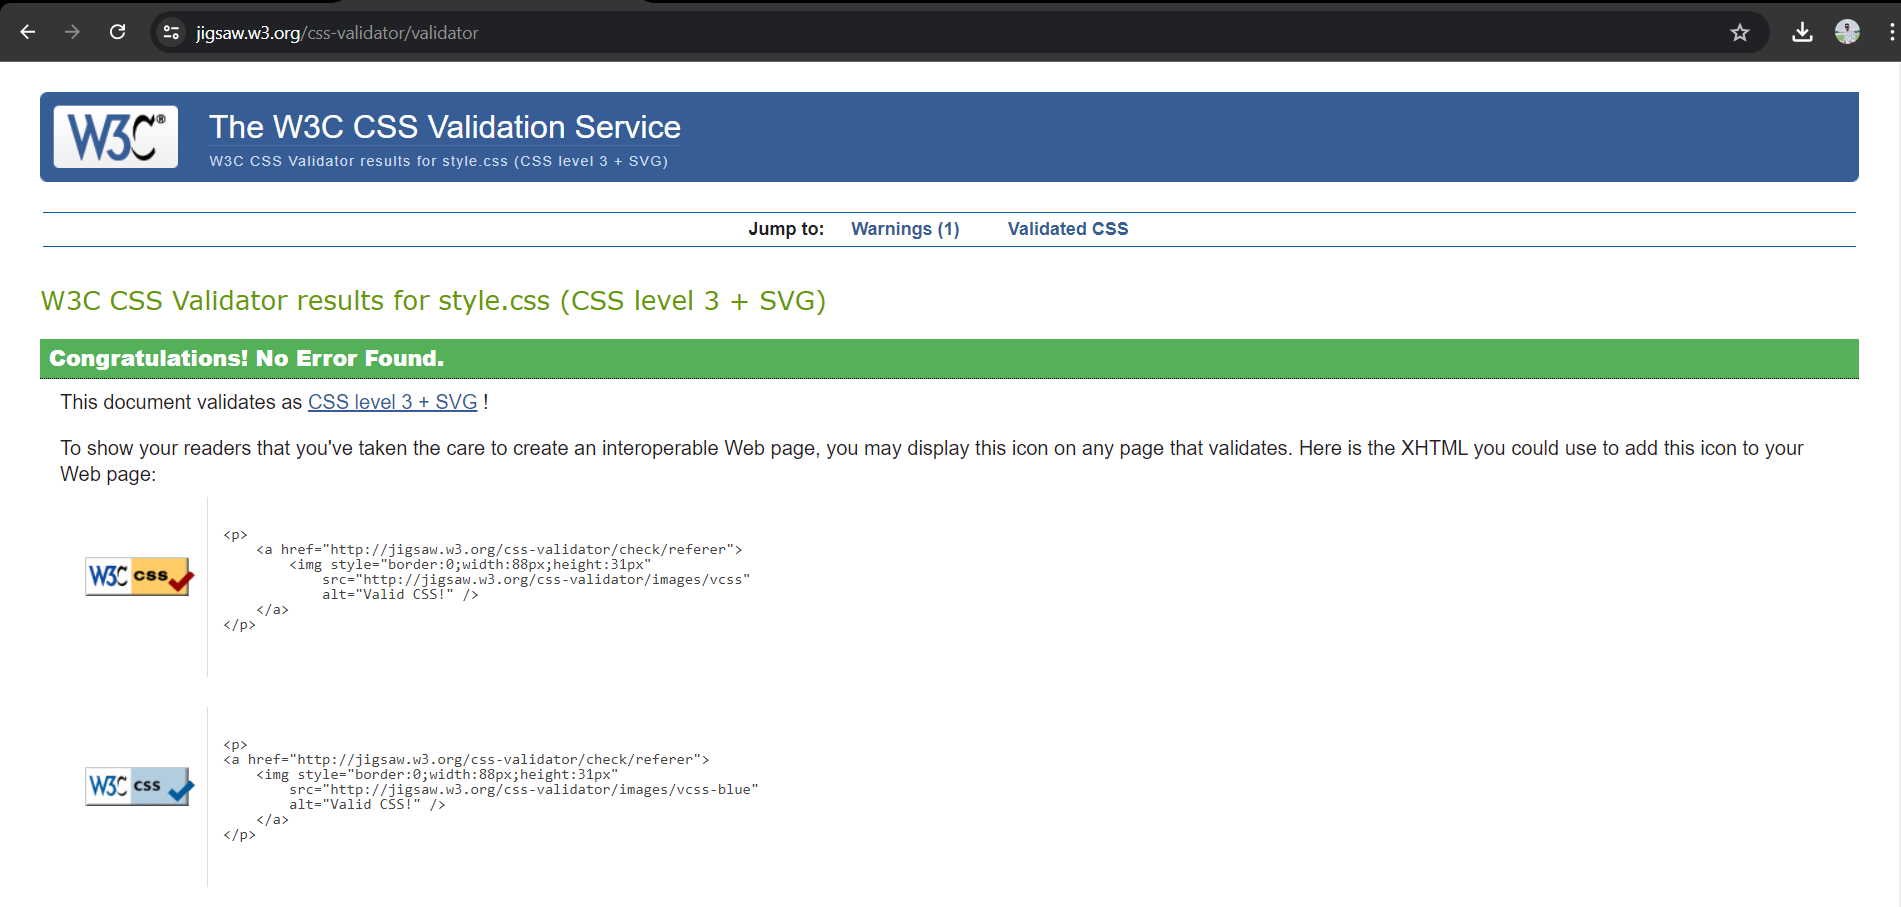 jigsaw.w3.org/css-validator/validator
W3C®
The W3C CSS Validation Service
W3C CSS Validator results for style.css (CSS level 3 + SVG)
Jump to: Warnings (1) Validated CSS
W3C CSS Validator results for style.css (CSS level 3 + SVG)
Congratulations! No Error Found.
This document validates as CSS level 3 + SVG !
To show your readers that you've taken the care to create an interoperable Web page, you may display this icon on any page that validates. Here is the XHTML you could use to add this icon to your
Web page:
W3C css
<p>
    <a href="http://jigsaw.w3.org/css-validator/check/referer">
        <img style="border:0;width:88px;height:31px"
            src="http://jigsaw.w3.org/css-validator/images/vcss"
            alt="Valid CSS!" />
    </a>
</p>
W3C css
<p>
<a href="http://jigsaw.w3.org/css-validator/check/referer">
    <img style="border:0;width:88px;height:31px"
        src="http://jigsaw.w3.org/css-validator/images/vcss-blue"
        alt="Valid CSS!" />
    </a>
</p>